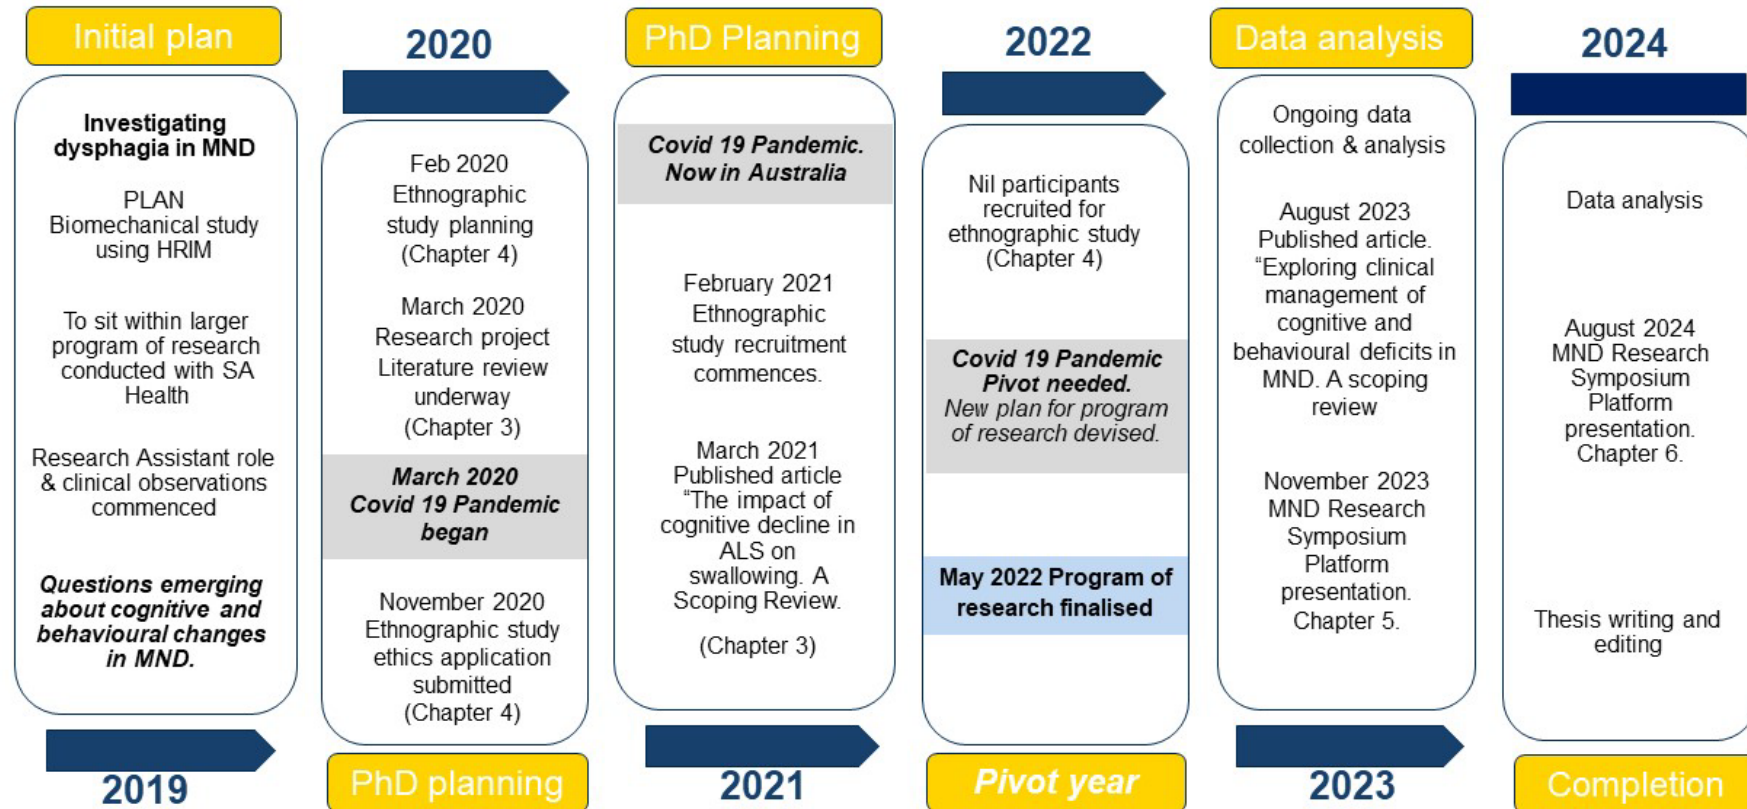 Initial plan
Investigating
dysphagia in MND
PLAN
Biomechanical study
using HRIM
To sit within larger
program of research
conducted with SA
Health
Research Assistant role
& clinical observations
commenced
Questions emerging
about cognitive and
behavioural changes
in MND.
2019
2020
Feb 2020
Ethnographic
study planning
(Chapter 4)
March 2020
Research project
Literature review
underway
(Chapter 3)
March 2020
Covid 19 Pandemic
began
November 2020
Ethnographic study
ethics application
submitted
(Chapter 4)
PhD planning
PhD Planning
Covid 19 Pandemic.
Now in Australia
February 2021
Ethnographic
study recruitment
commences.
March 2021
Published article
“The impact of
cognitive decline in
ALS on
swallowing. A
Scoping Review.
(Chapter 3)
2021
2022
Nil participants
recruited for
ethnographic study
(Chapter 4)
Covid 19 Pandemic
Pivot needed.
New plan for program
of research devised.
May 2022 Program of
research finalised
Pivot year
Data analysis
Ongoing data
collection & analysis
August 2023
Published article.
“Exploring clinical
management of
cognitive and
behavioural deficits in
MND. A scoping
review
November 2023
MND Research
Symposium
Platform
presentation.
Chapter 5.
2023
2024
Data analysis
August 2024
MND Research
Symposium
Platform
presentation.
Chapter 6.
Thesis writing and
editing
Completion